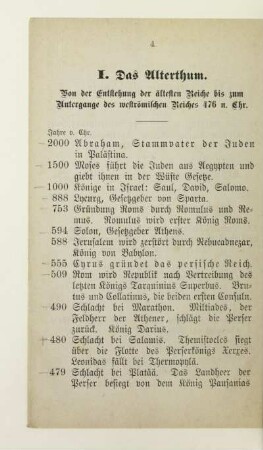 4
I. Das Alterthum.
Von der Entstehung der ältesten Reiche bis zum
Untergange des weströmischen Reiches 476 n. Chr.
Jahre v. Chr.
2000 Abraham, Stammvater der Juden
in Palästina.
1500 Moses führt die Juden aus Aegypten und
giebt ihnen in der Wüste Gesetze.
1000 Könige in Israel: Saul, David, Salomo.
888 Lycurg, Gesetzgeber von Sparta.
753 Gründung Roms durch Romulus und Re-
mus. Romulus wird erster König Roms.
594 Solon, Gesetzgeber Athens.
588 Jerusalem wird zerstört durch Nebucadnezar,
König von Babylon.
555 Cyrus gründet das persische Reich.
509 Rom wird Republik nach Vertreibung des
letzten Königs Tarquinius Superbus. Bru-
tus und Collatinus, die beiden ersten Consuln.
490 Schlacht bei Marathon. Miltiades, der
Feldherr der Athener, schlägt die Perser
zurück. König Darius.
480 Schlacht bei Salamis. Themistocles siegt
über die Flotte des Perserkönigs Xerxes.
Leonidas fällt bei Thermopylä.
479 Schlacht bei Platää. Das Landheer der
Perser besiegt von dem König Pausanias